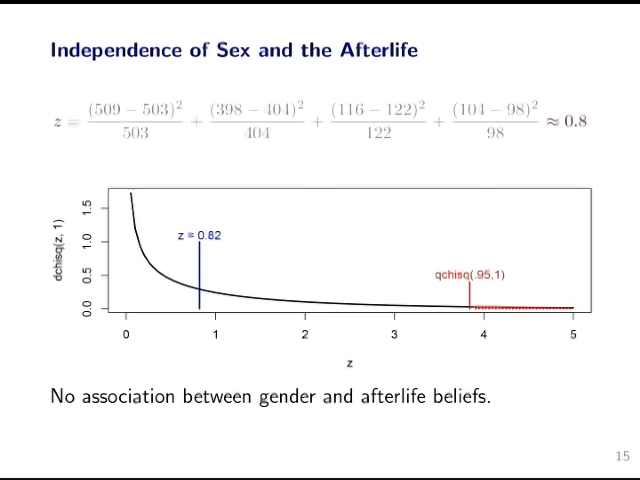 Independence of Sex and the Afterlife
z = (509 − 503)²/503 + (398 − 404)²/404 + (116 − 122)²/122 + (104 − 98)²/98 ≈ 0.8
dchisq(z, 1)
1.5
1.0
0.5
0.0
z = 0.82
qchisq(.95,1)
0 1 2 3 4 5
z
No association between gender and afterlife beliefs.
15